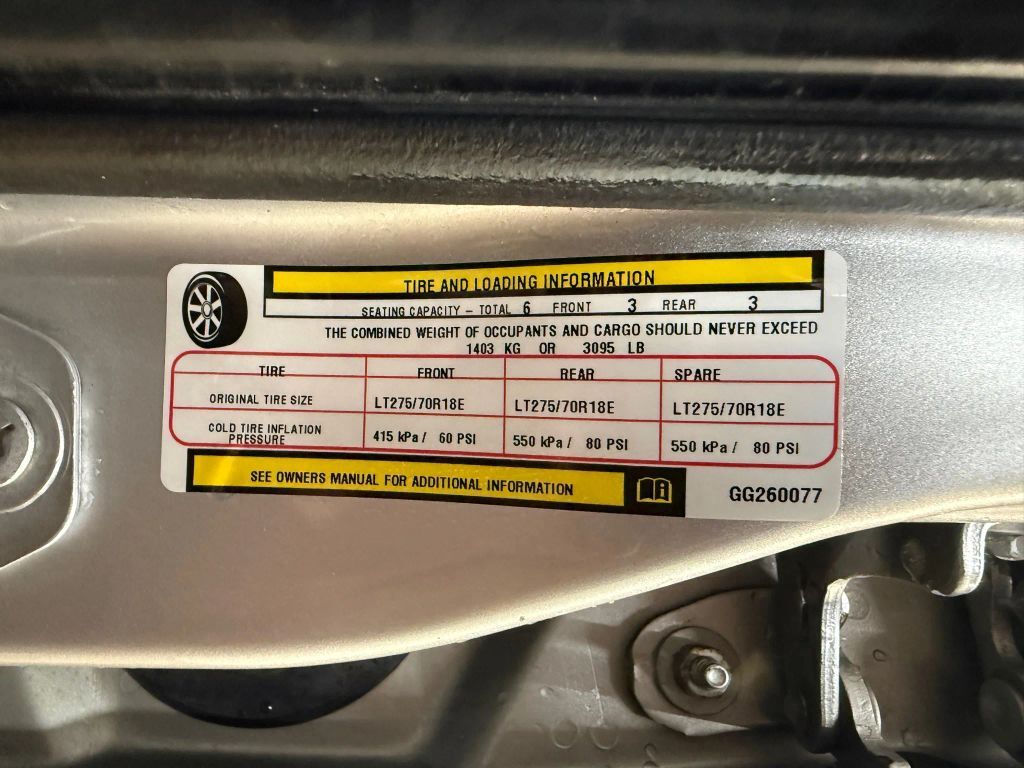 TIRE AND LOADING INFORMATION
SEATING CAPACITY – TOTAL 6 FRONT 3 REAR 3
THE COMBINED WEIGHT OF OCCUPANTS AND CARGO SHOULD NEVER EXCEED
1403 KG OR 3095 LB
TIRE FRONT REAR SPARE
ORIGINAL TIRE SIZE LT275/70R18E LT275/70R18E LT275/70R18E
COLD TIRE INFLATION
PRESSURE 415 kPa / 60 PSI 550 kPa / 80 PSI 550 kPa / 80 PSI
SEE OWNERS MANUAL FOR ADDITIONAL INFORMATION
GG260077